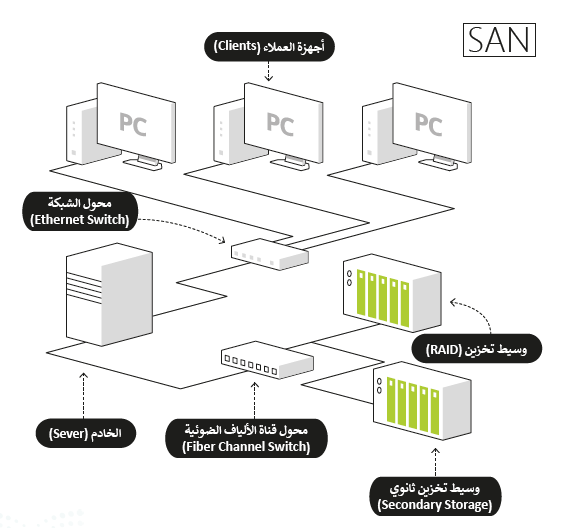 SAN
أجهزة العملاء (Clients)
PC
PC
PC
محول الشبكة
(Ethernet Switch)
وسيط تخزين (RAID)
الخادم (Sever)
محول قناة الألياف الضوئية
(Fiber Channel Switch)
وسيط تخزين ثانوي
(Secondary Storage)